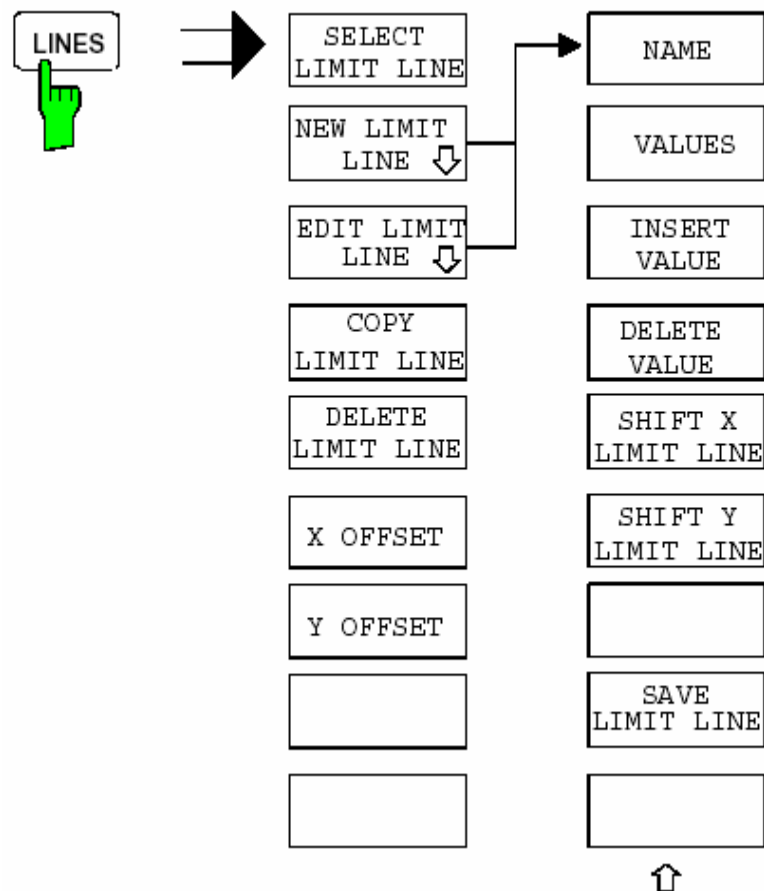 LINES
SELECT
LIMIT LINE
NEW LIMIT
LINE
EDIT LIMIT
LINE
COPY
LIMIT LINE
DELETE
LIMIT LINE
X OFFSET
Y OFFSET
NAME
VALUES
INSERT
VALUE
DELETE
VALUE
SHIFT X
LIMIT LINE
SHIFT Y
LIMIT LINE
SAVE
LIMIT LINE